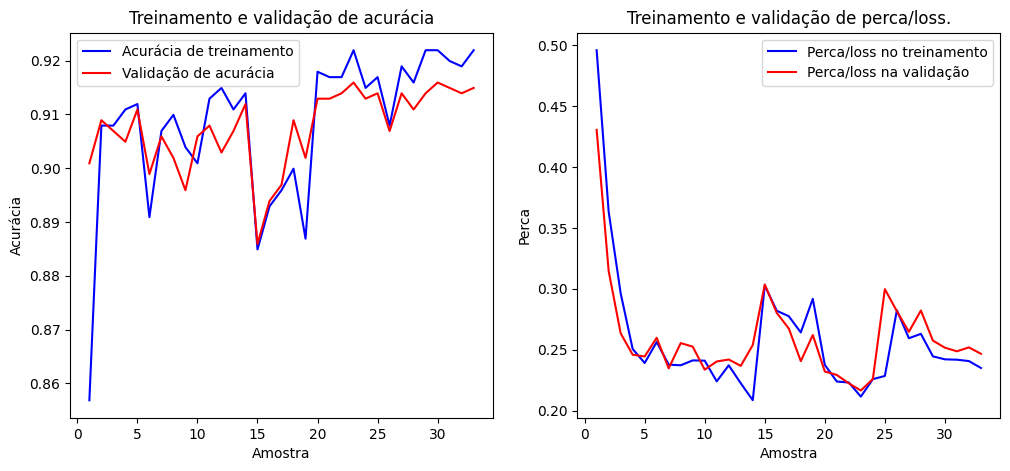 Treinamento e validação de acurácia
Acurácia de treinamento
Validação de acurácia
0.92
0.91
0.90
0.89
0.88
0.87
0.86
Acurácia
0 5 10 15 20 25 30
Amostra
Treinamento e validação de perca/loss.
Perca/loss no treinamento
Perca/loss na validação
0.50
0.45
0.40
0.35
0.30
0.25
0.20
Perca
0 5 10 15 20 25 30
Amostra